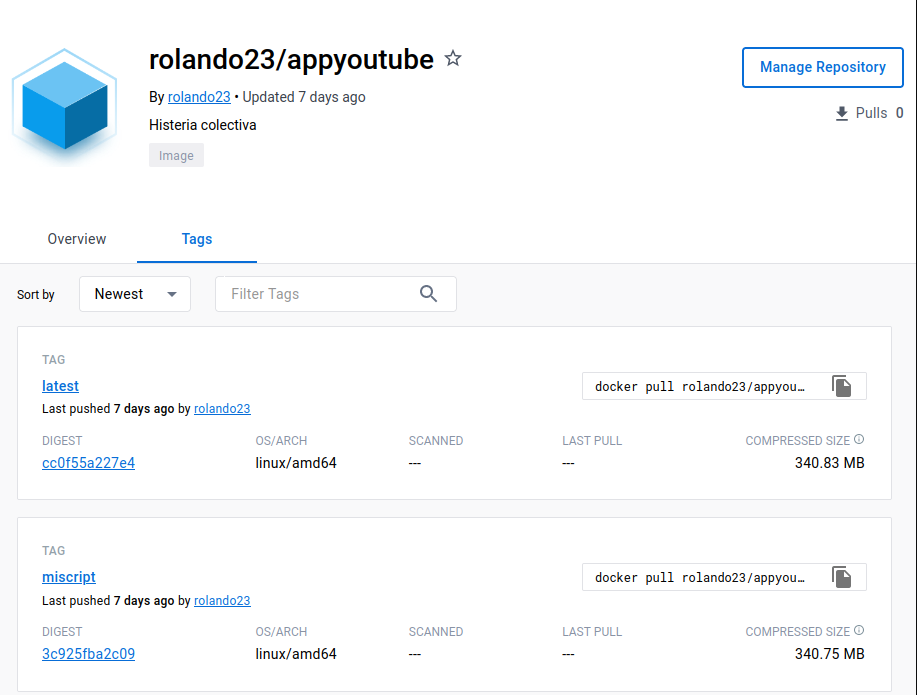 rolando23/appyoutube
Manage Repository
By rolando23 • Updated 7 days ago
Pulls 0
Histeria colectiva
Image
Overview Tags
Sort by Newest Filter Tags
TAG
latest
docker pull rolando23/appyou…
Last pushed 7 days ago by rolando23
DIGEST OS/ARCH SCANNED LAST PULL COMPRESSED SIZE
cc0f55a227e4 linux/amd64 --- --- 340.83 MB
TAG
miscript
docker pull rolando23/appyou…
Last pushed 7 days ago by rolando23
DIGEST OS/ARCH SCANNED LAST PULL COMPRESSED SIZE
3c925fba2c09 linux/amd64 --- --- 340.75 MB